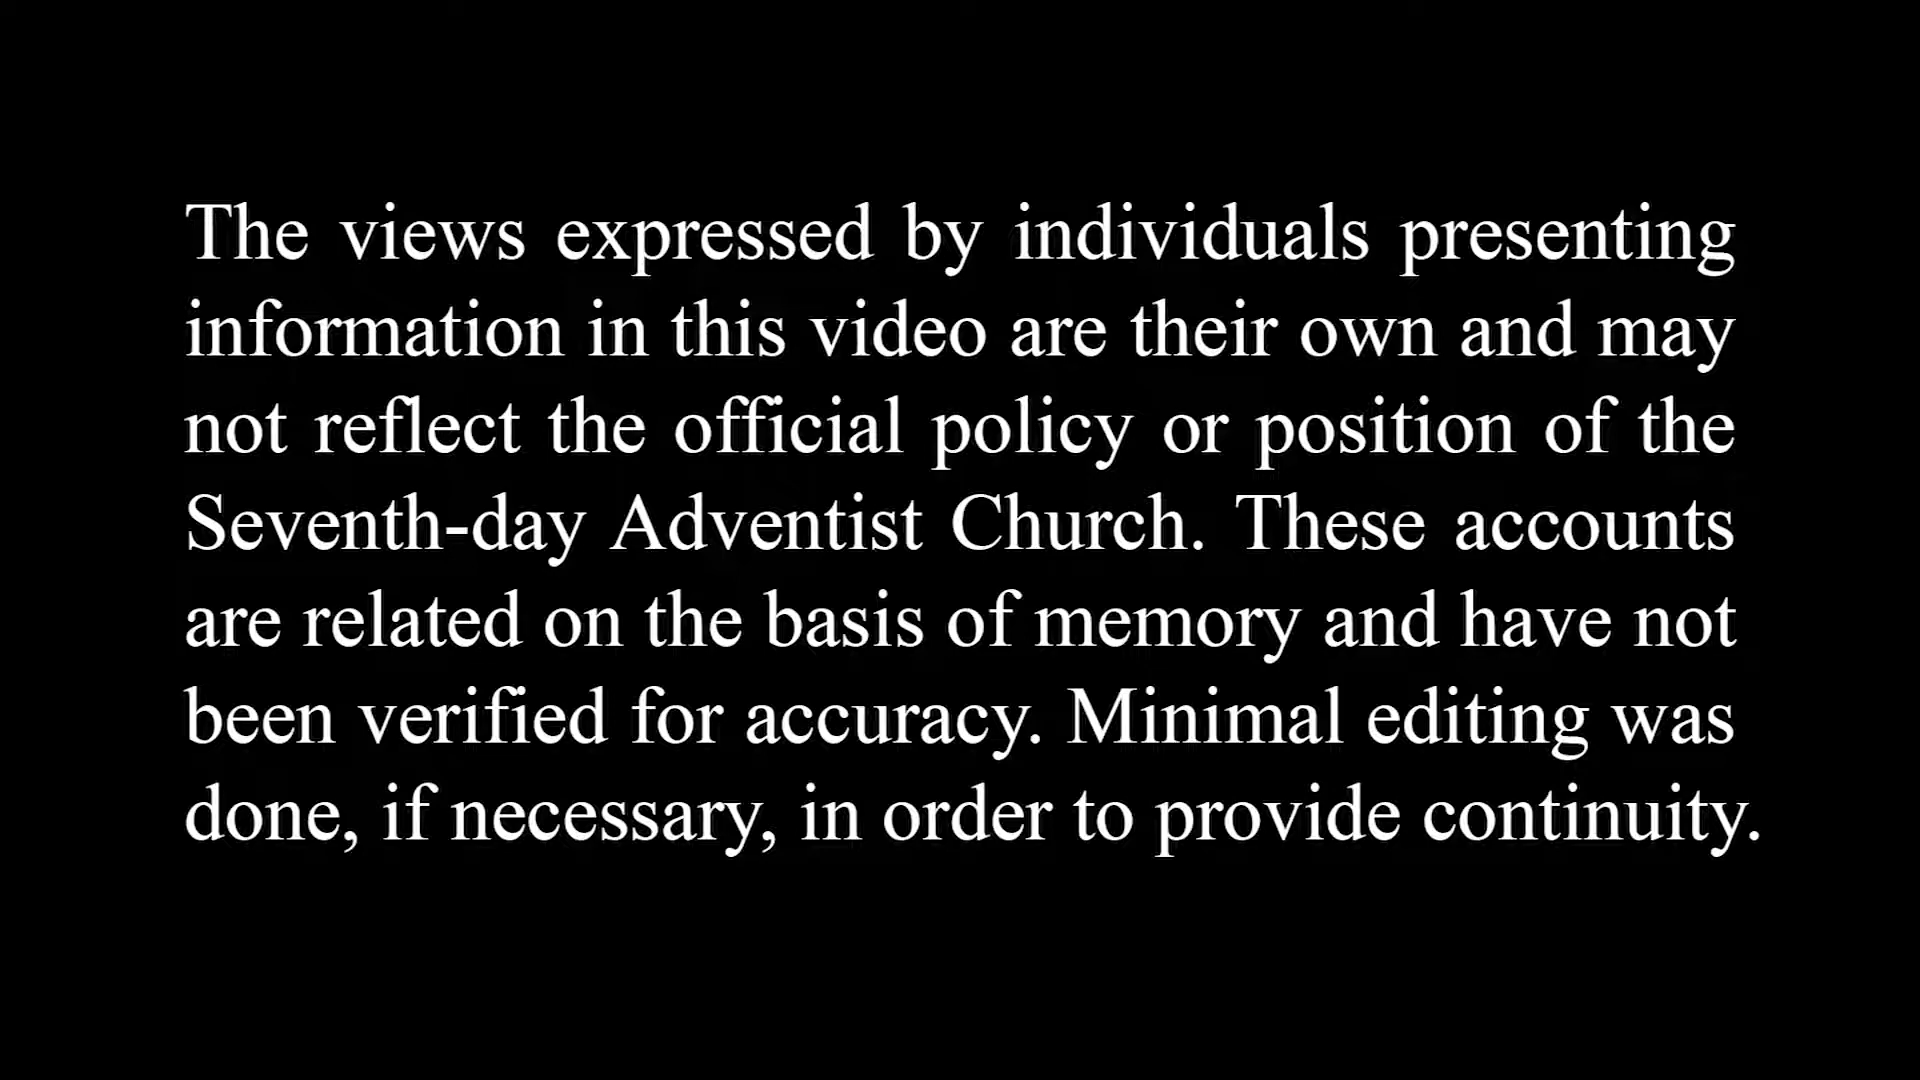 The views expressed by individuals presenting
information in this video are their own and may
not reflect the official policy or position of the
Seventh-day Adventist Church. These accounts
are related on the basis of memory and have not
been verified for accuracy. Minimal editing was
done, if necessary, in order to provide continuity.